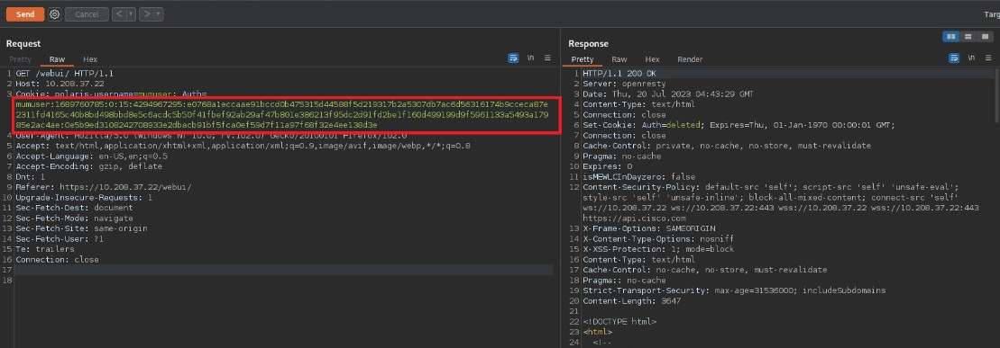 Send
Cancel
Targ
Request
Response
Pretty Raw Hex
\n
Pretty Raw Hex Render
\n
1 GET /webui/ HTTP/1.1
2 Host: 10.208.37.22
3 Cookie: polaris-username=mumuser; Auth=
mumuser:1689760785:0:15:4294967295:e0768a1eccaae91bccd0b475315d44588f5d219317b2a5307db7ac6d56316174b9cceca87e
2311fd4165c40b8bd498bbd8e5c6acdc5b50f41fbef92ab29af47b801e386213f95dc2d91fd2be1f160d499199d9f5961133a5493a179
85e2ac4ae:0e5b9ed3108242708933e2dbacb91bf5fca0ef59d7f11a97f68f32e4ee138d3e
4 User-Agent: Mozilla/5.0 (Windows NT 10.0; rv:102.0) Gecko/20100101 Firefox/102.0
5 Accept: text/html,application/xhtml+xml,application/xml;q=0.9,image/avif,image/webp,*/*;q=0.8
6 Accept-Language: en-US,en;q=0.5
7 Accept-Encoding: gzip, deflate
8 Dnt: 1
9 Referer: https://10.208.37.22/webui/
10 Upgrade-Insecure-Requests: 1
11 Sec-Fetch-Dest: document
12 Sec-Fetch-Mode: navigate
13 Sec-Fetch-Site: same-origin
14 Sec-Fetch-User: ?1
15 Te: trailers
16 Connection: close
17
18
1 HTTP/1.1 200 OK
2 Server: openresty
3 Date: Thu, 20 Jul 2023 04:43:29 GMT
4 Content-Type: text/html
5 Connection: close
6 Set-Cookie: Auth=deleted; Expires=Thu, 01-Jan-1970 00:00:01 GMT;
7 Connection: close
8 Cache-Control: private, no-cache, no-store, must-revalidate
9 Pragma: no-cache
10 Expires: 0
11 isMEWLCInDayzero: false
12 Content-Security-Policy: default-src 'self'; script-src 'self' 'unsafe-eval';
style-src 'self' 'unsafe-inline'; block-all-mixed-content; connect-src 'self'
ws://10.208.37.22 ws://10.208.37.22:443 wss://10.208.37.22 wss://10.208.37.22:443
https://api.cisco.com
13 X-Frame-Options: SAMEORIGIN
14 X-Content-Type-Options: nosniff
15 X-XSS-Protection: 1; mode=block
16 Content-Type: text/html
17 Cache-Control: no-cache, no-store, must-revalidate
18 Pragma:: no-cache
19 Strict-Transport-Security: max-age=31536000; includeSubdomains
20 Content-Length: 3647
21
22 <!DOCTYPE html>
23 <html>
24 <!--